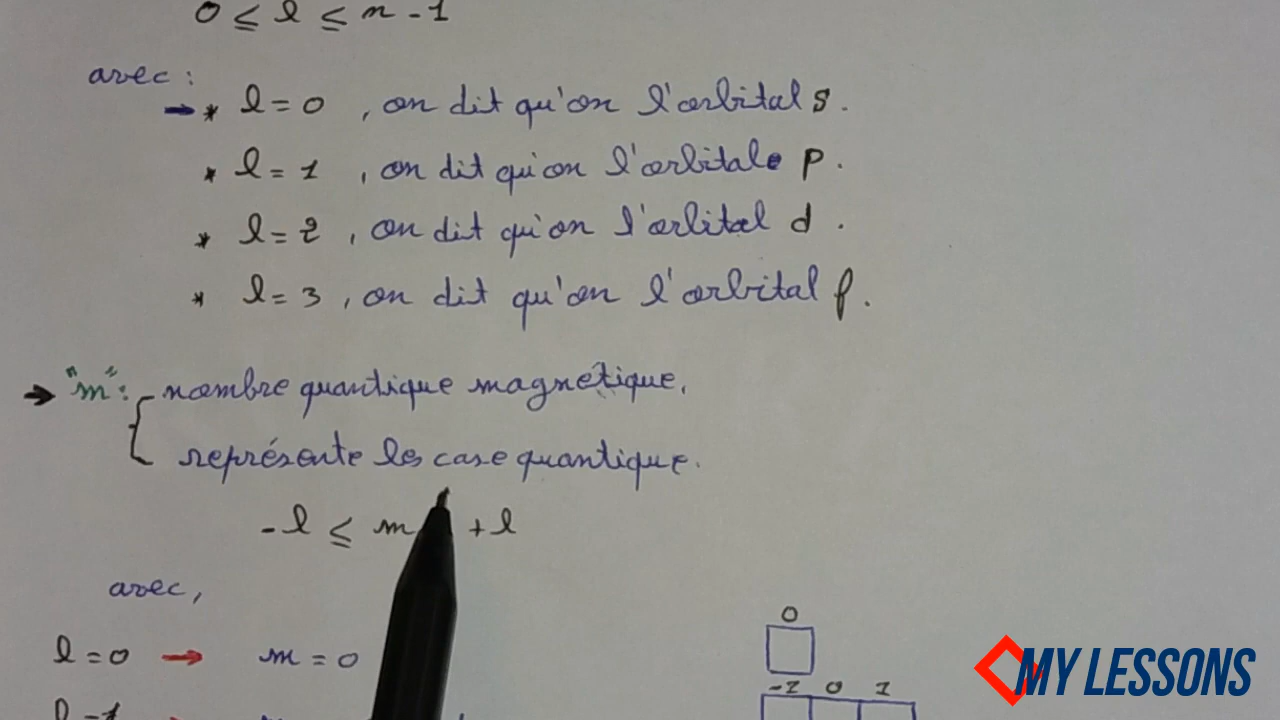 0 ≤ l ≤ n - 1
avec :
→ * l = 0 , on dit qu'on l'orbital s .
* l = 1 , on dit qu'on l'orbitale p .
* l = 2 , on dit qu'on l'orbital d .
* l = 3 , on dit qu'on l'orbital f .
→ "m" : nombre quantique magnétique.
représente les case quantique.
-l ≤ m +l
avec,
0
l = 0 → m = 0
-1 0 1
MY LESSONS